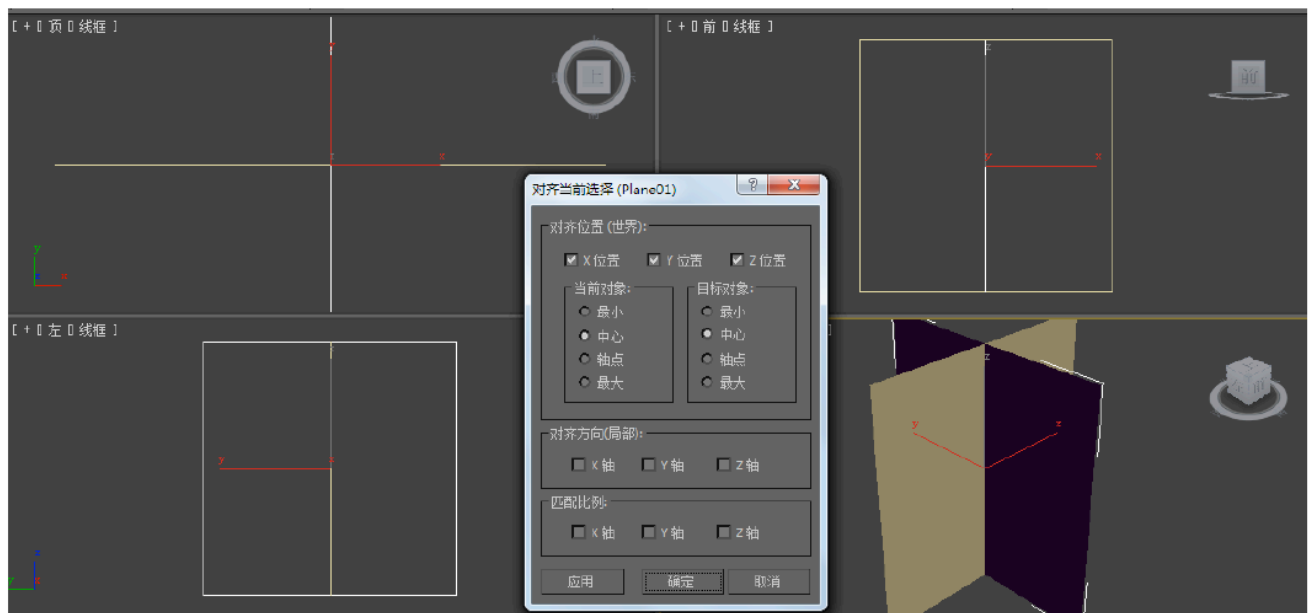 [ + 顶 线框 ]
y
x
z
上
y
x
z
[ + 前 线框 ]
z
y
x
前
对齐当前选择 (Plane01)
对齐位置 (世界):
X 位置 Y 位置 Z 位置
当前对象: 目标对象:
最小 最小
中心 中心
轴点 轴点
最大 最大
对齐方向(局部):
X 轴 Y 轴 Z 轴
匹配比例:
X 轴 Y 轴 Z 轴
应用 确定 取消
[ + 左 线框 ]
z
y
x
z
y
]
z
y
x
前